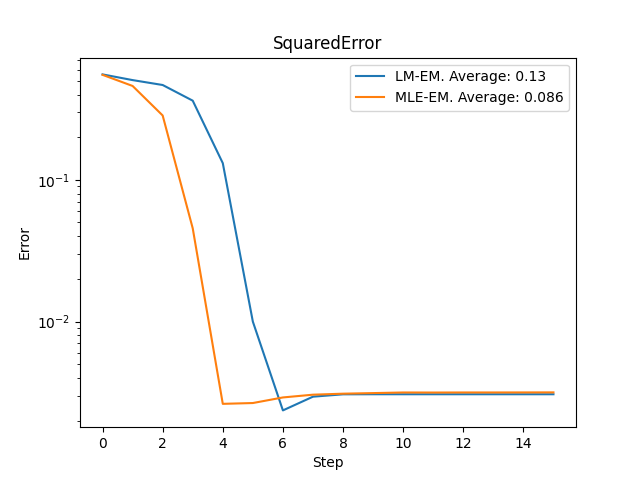 SquaredError
LM-EM. Average: 0.13
MLE-EM. Average: 0.086
Error
10⁻¹
10⁻²
0 2 4 6 8 10 12 14
Step